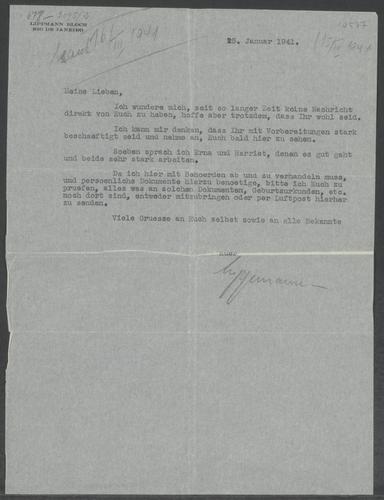 LIPPMANN BLOCH
RIO DE JANEIRO
25. Januar 1941.
Meine Lieben,
Ich wundere mich, seit so langer Zeit keine Nachricht
direkt von Euch zu haben, hoffe aber trotzdem, dass Ihr wohl seid.
Ich kann mir denken, dass Ihr mit Vorbereitungen stark
beschaeftigt seid und nehme an, Euch bald hier zu sehen.
Soeben sprach ich Erna und Harriet, denen es gut geht
und beide sehr stark arbeiten.
Da ich hier mit Behoerden ab und zu verhandeln muss,
und persoenliche Dokumente hierzu benoetige, bitte ich Euch zu
pruefen, alles was an solchen Dokumenten, Geburtsurkunden, etc.
noch dort sind, entweder mitzubringen oder per Luftpost hierher
zu senden.
Viele Gruesse an Euch selbst sowie an alle Bekannte
Euer